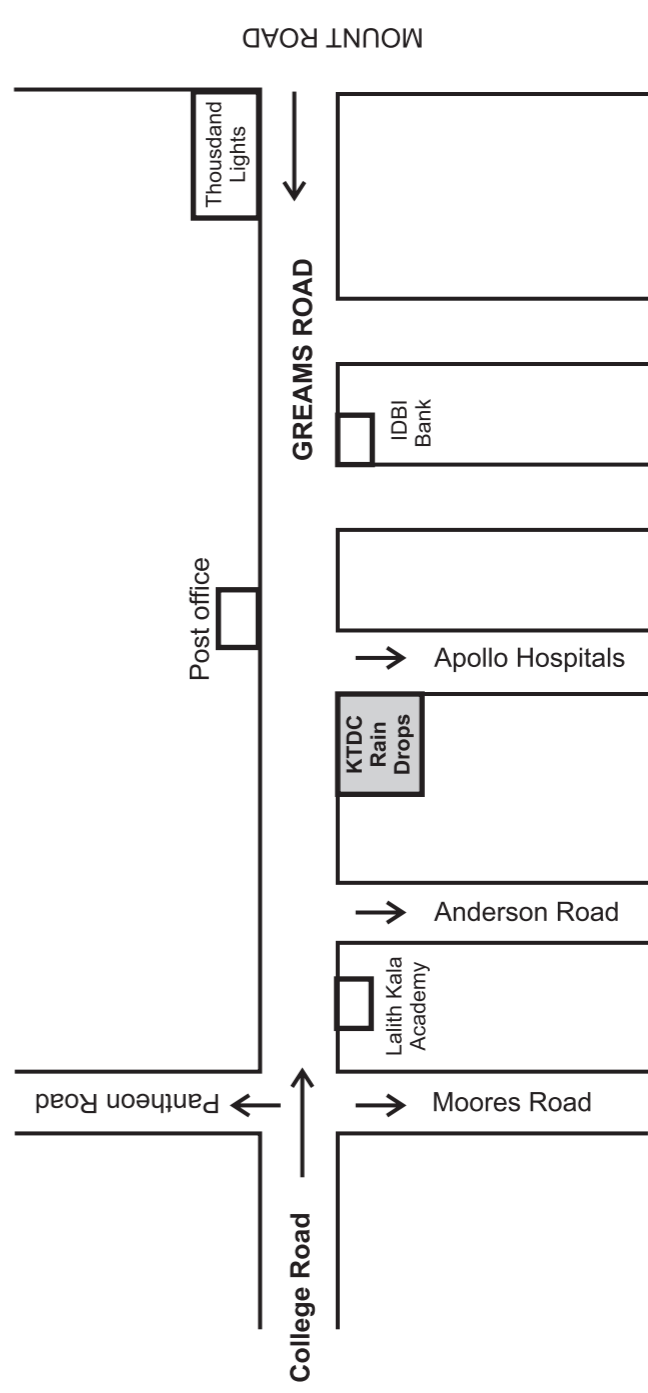 MOUNT ROAD
Thousdand
Lights
GREAMS ROAD
IDBI
Bank
Post office
Apollo Hospitals
KTDC
Rain
Drops
Anderson Road
Lalith Kala
Academy
Pantheon Road
Moores Road
College Road